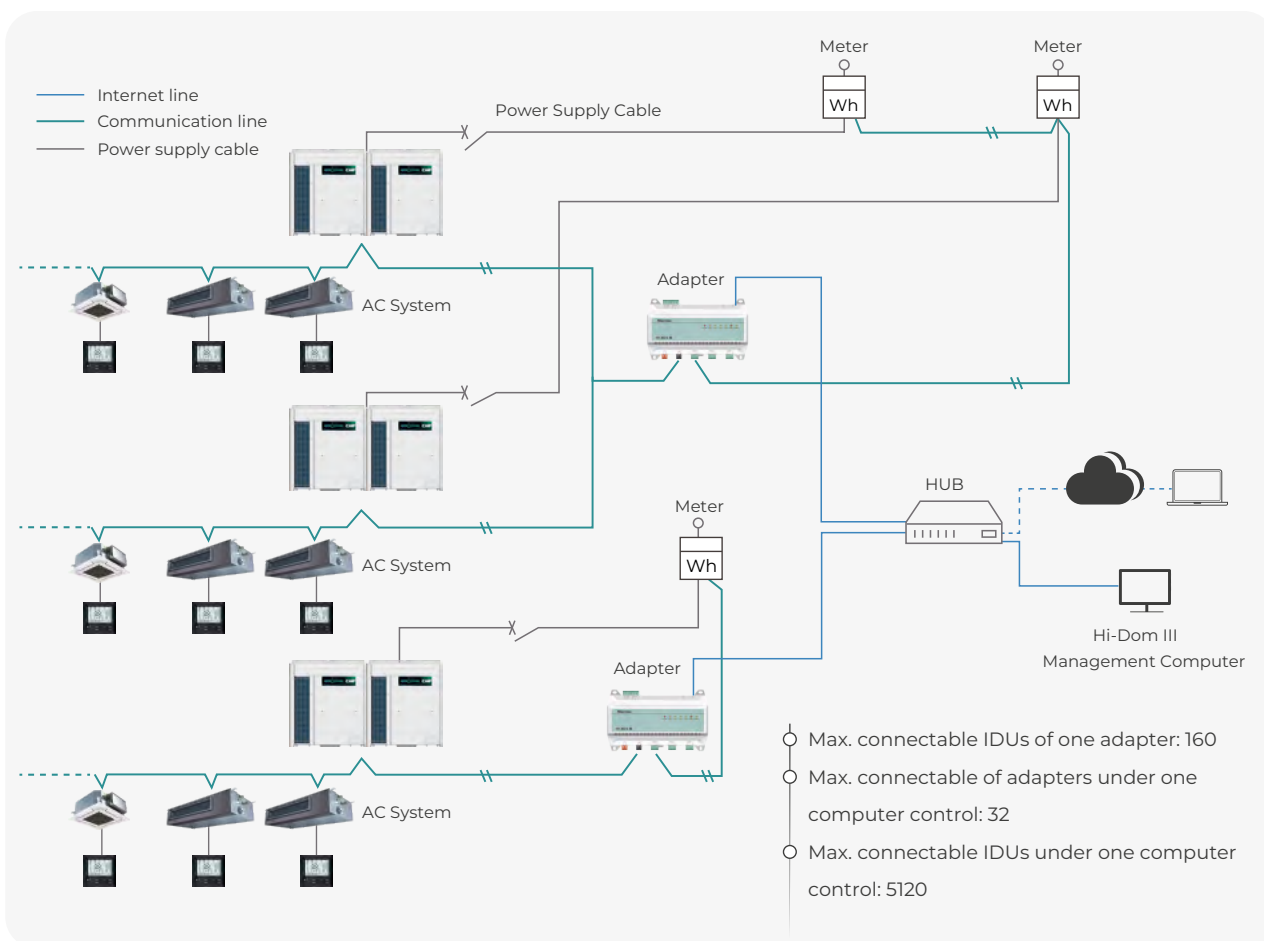 Meter
Meter
Internet line
Communication line
Power supply cable
Power Supply Cable
Wh
Wh
Adapter
AC System
HUB
Meter
Wh
AC System
Hi-Dom III
Management Computer
Adapter
Max. connectable IDUs of one adapter: 160
Max. connectable of adapters under one
computer control: 32
AC System
Max. connectable IDUs under one computer
control: 5120